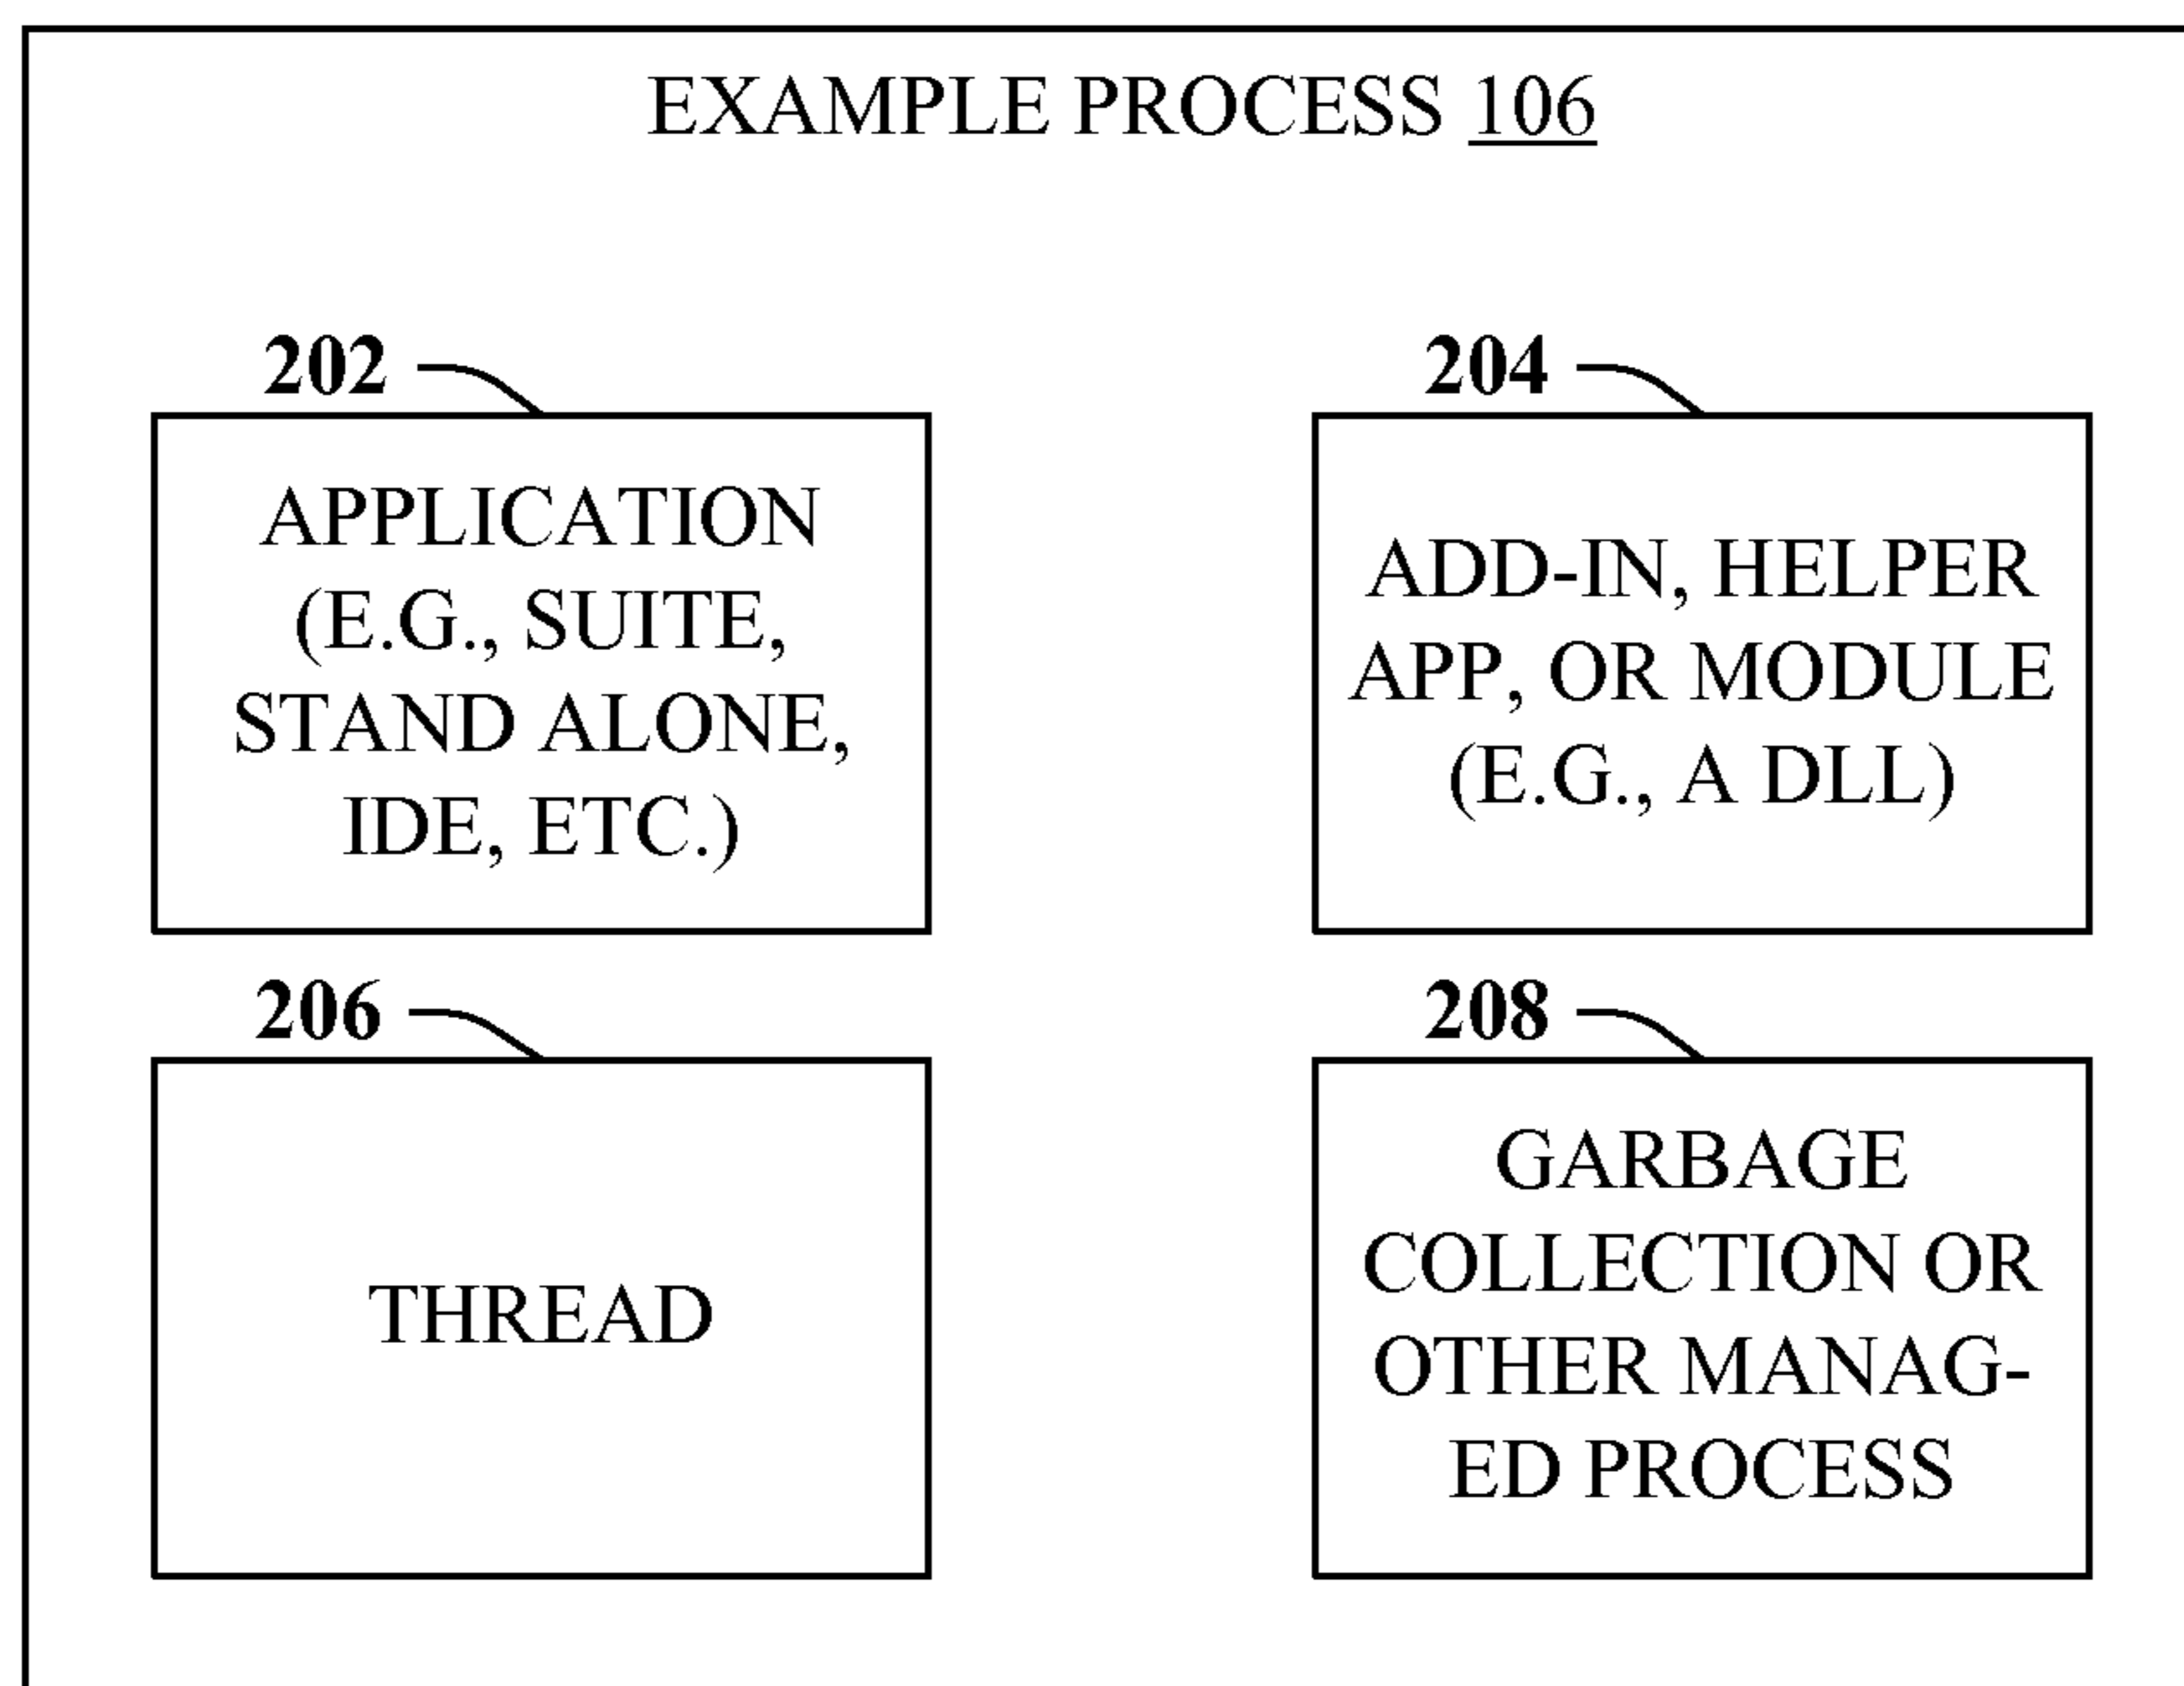 EXAMPLE PROCESS 106
202
APPLICATION
(E.G., SUITE,
STAND ALONE,
IDE, ETC.)
204
ADD-IN, HELPER
APP, OR MODULE
(E.G., A DLL)
206
THREAD
208
GARBAGE
COLLECTION OR
OTHER MANAG-
ED PROCESS